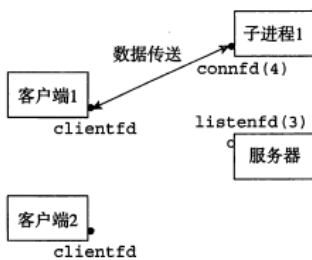 子进程1
数据传送
connfd(4)
客户端1
clientfd
listenfd(3)
服务器
客户端2
clientfd